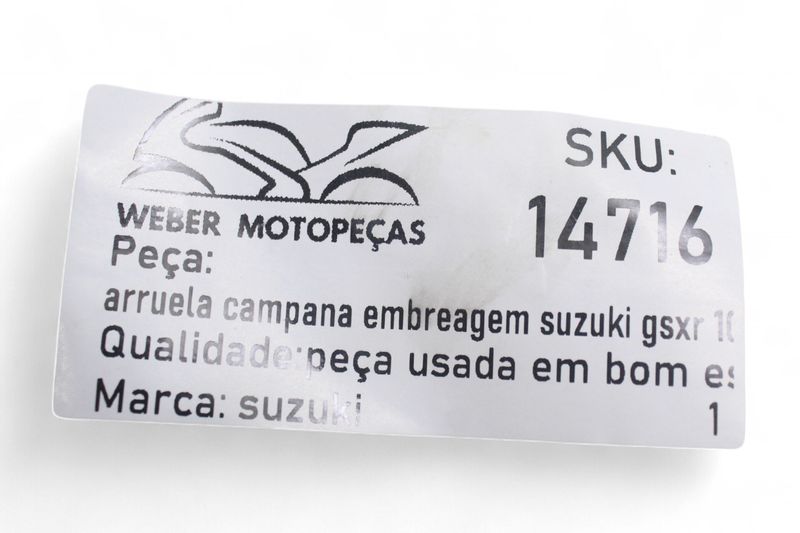 WEBER MOTOPEÇAS
SKU:
14716
Peça:
arruela campana embreagem suzuki gsxr
Qualidade:peça usada em bom
Marca: suzuki
1